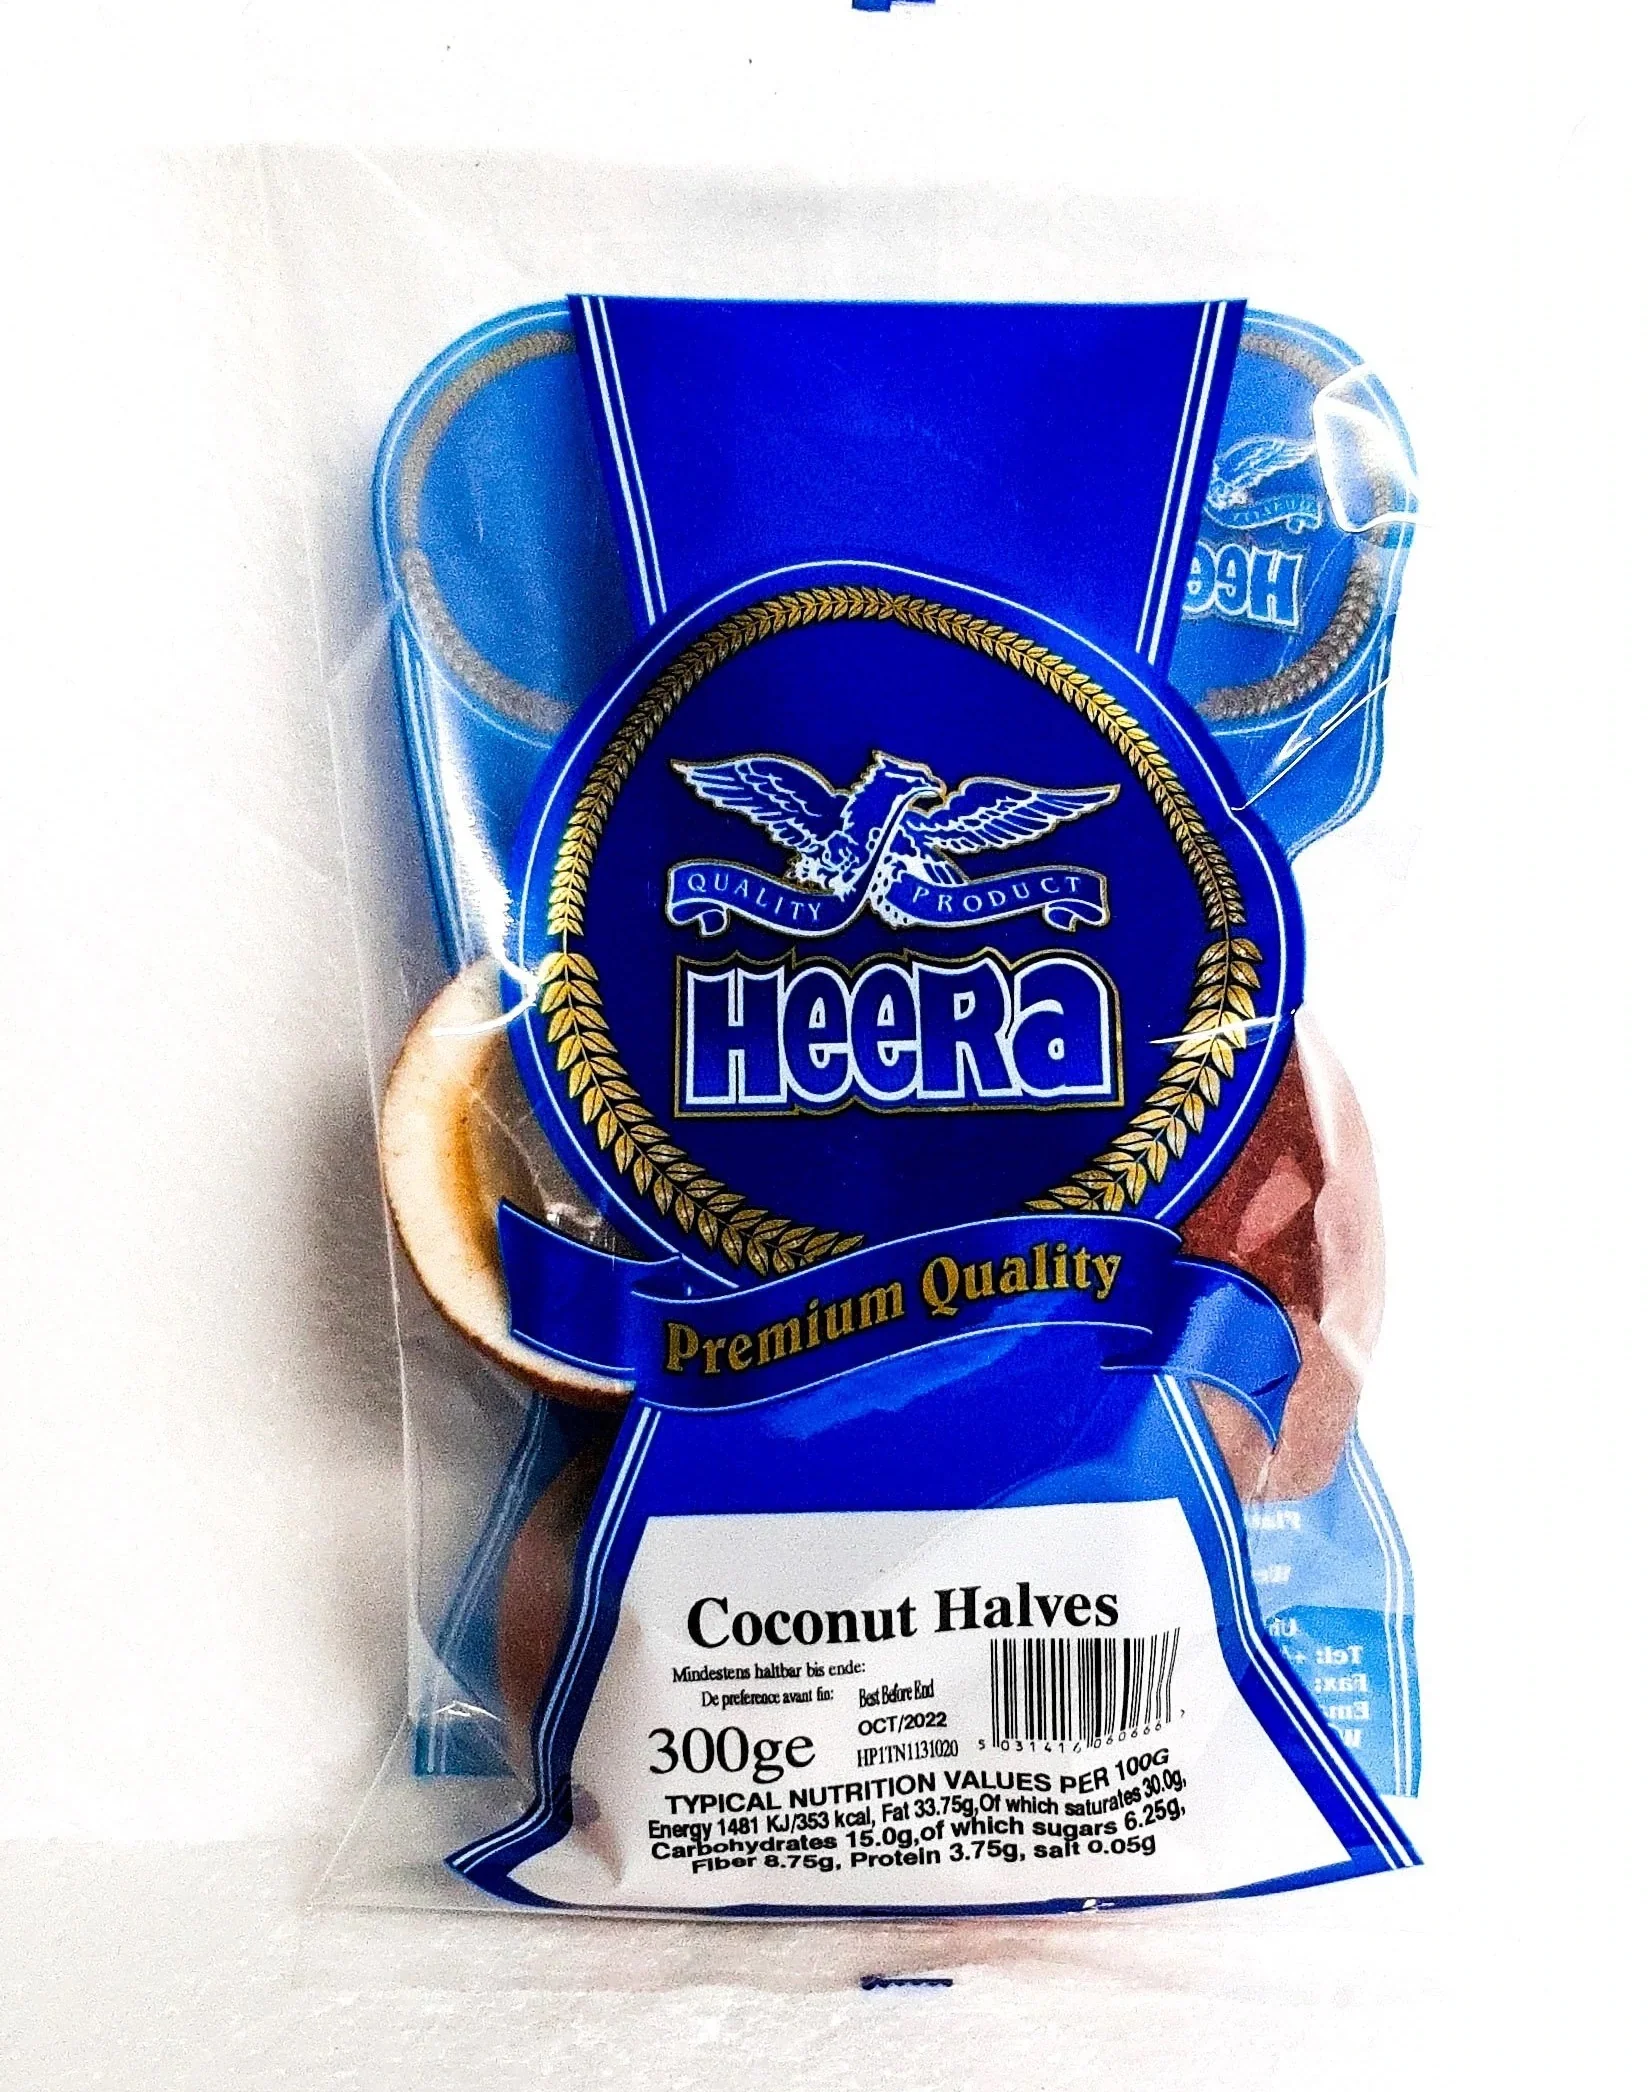 QUALITY PRODUCT
Heera
Premium Quality
Coconut Halves
Mindestens haltbar bis ende:
De preference avant fin: Best Before End
OCT/2022
300ge HP1TN1131020
TYPICAL NUTRITION VALUES PER 100G
Energy 1481 KJ/353 kcal, Fat 33.75g,Of which saturates 30.0g,
Carbohydrates 15.0g,of which sugars 6.25g,
Fiber 8.75g, Protein 3.75g, salt 0.05g
Hee
Tel: +
Fax: